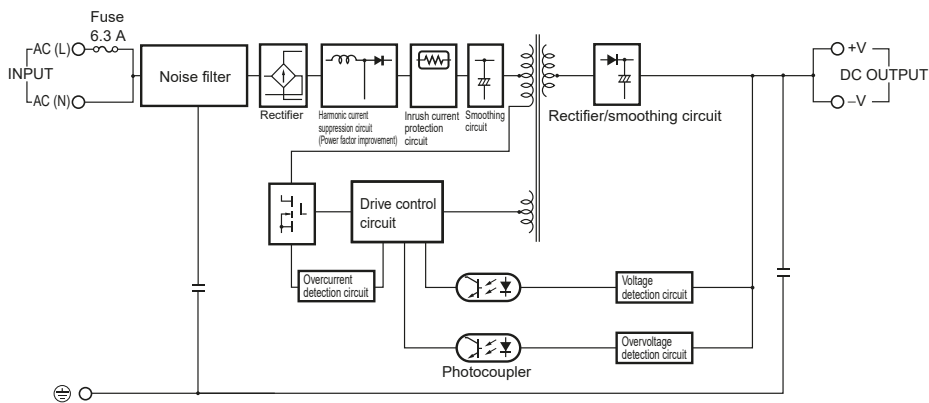 Fuse
6.3 A
AC (L)
INPUT
AC (N)
Noise filter
Rectifier
Harmonic current
suppression circuit
(Power factor improvement)
Inrush current
protection
circuit
Smoothing
circuit
Rectifier/smoothing circuit
+V
DC OUTPUT
–V
Drive control
circuit
Overcurrent
detection circuit
Voltage
detection circuit
Overvoltage
detection circuit
Photocoupler